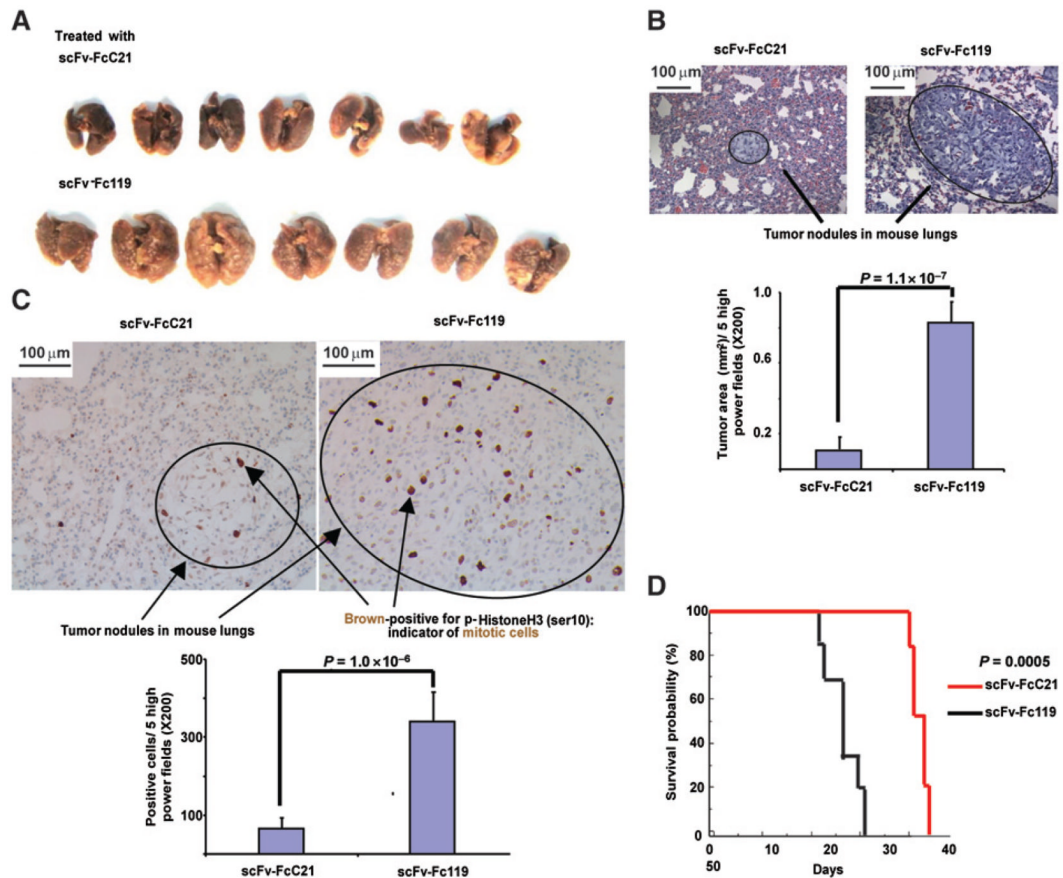 A
Treated with
scFv-FcC21
scFv-Fc119
B
scFv-FcC21
scFv-Fc119
100 μm
100 μm
Tumor nodules in mouse lungs
P = 1.1 × 10⁻⁷
Tumor area (mm²)/ 5 high
power fields (X200)
1.0
0.6
0.2
scFv-FcC21
scFv-Fc119
C
scFv-FcC21
scFv-Fc119
100 μm
100 μm
Tumor nodules in mouse lungs
Brown-positive for p-HistoneH3 (ser10):
indicator of mitotic cells
P = 1.0 × 10⁻⁶
Positive cells/ 5 high
power fields (X200)
500
300
100
scFv-FcC21
scFv-Fc119
D
Survival probability (%)
100
80
60
40
20
0
P = 0.0005
scFv-FcC21
scFv-Fc119
0 10 20 30 40
50
Days